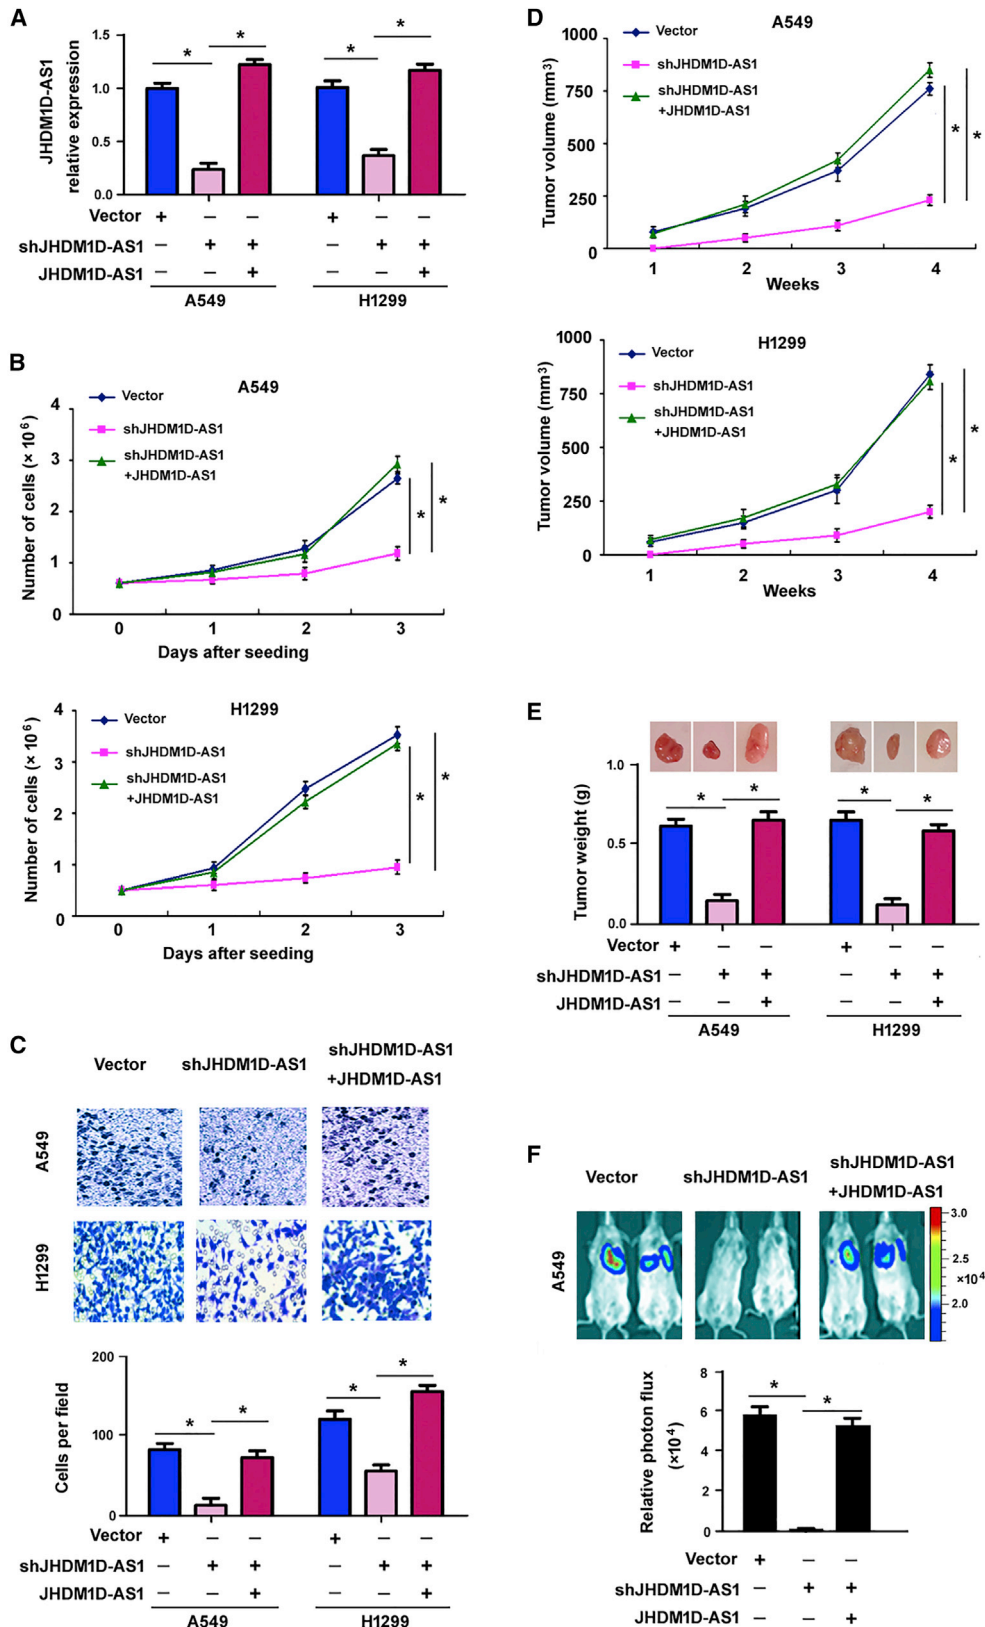 A
JHDM1D-AS1
relative expression
1.5
1.0
0.5
0.0
* * * *
Vector + – – + – –
shJHDM1D-AS1 – + + – + +
JHDM1D-AS1 – – + – – +
A549 H1299
B
A549
Number of cells (× 10⁶)
4
3
2
1
0
Vector
shJHDM1D-AS1
shJHDM1D-AS1
+JHDM1D-AS1
* *
0 1 2 3
Days after seeding
H1299
Number of cells (× 10⁶)
4
3
2
1
0
Vector
shJHDM1D-AS1
shJHDM1D-AS1
+JHDM1D-AS1
* *
0 1 2 3
Days after seeding
C
Vector shJHDM1D-AS1 shJHDM1D-AS1
+JHDM1D-AS1
A549
H1299
Cells per field
200
100
0
* * * *
Vector + – – + – –
shJHDM1D-AS1 – + + – + +
JHDM1D-AS1 – – + – – +
A549 H1299
D
A549
Tumor volume (mm³)
1000
750
500
250
0
Vector
shJHDM1D-AS1
shJHDM1D-AS1
+JHDM1D-AS1
* *
1 2 3 4
Weeks
H1299
Tumor volume (mm³)
1000
750
500
250
0
Vector
shJHDM1D-AS1
shJHDM1D-AS1
+JHDM1D-AS1
* *
1 2 3 4
Weeks
E
Tumor weight (g)
1.0
0.5
0.0
* * * *
Vector + – – + – –
shJHDM1D-AS1 – + + – + +
JHDM1D-AS1 – – + – – +
A549 H1299
F
Vector shJHDM1D-AS1 shJHDM1D-AS1
+JHDM1D-AS1
A549
3.0
2.5
×10⁴
2.0
Relative photon flux
(×10⁴)
8
6
4
2
0
* *
Vector + – –
shJHDM1D-AS1 – + +
JHDM1D-AS1 – – +